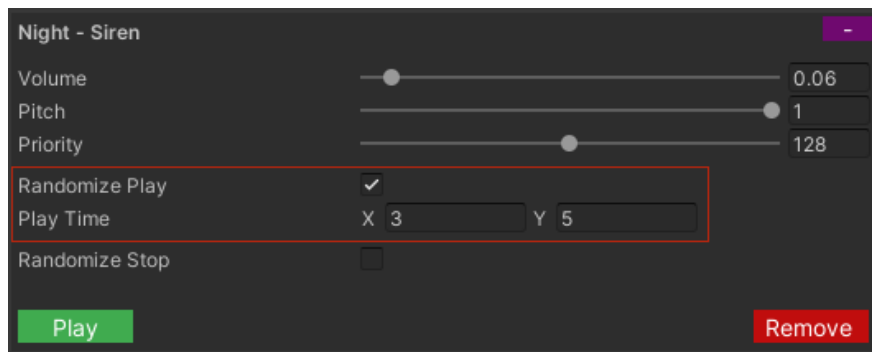 Night - Siren -
Volume 0.06
Pitch 1
Priority 128
Randomize Play
Play Time X 3 Y 5
Randomize Stop
Play Remove